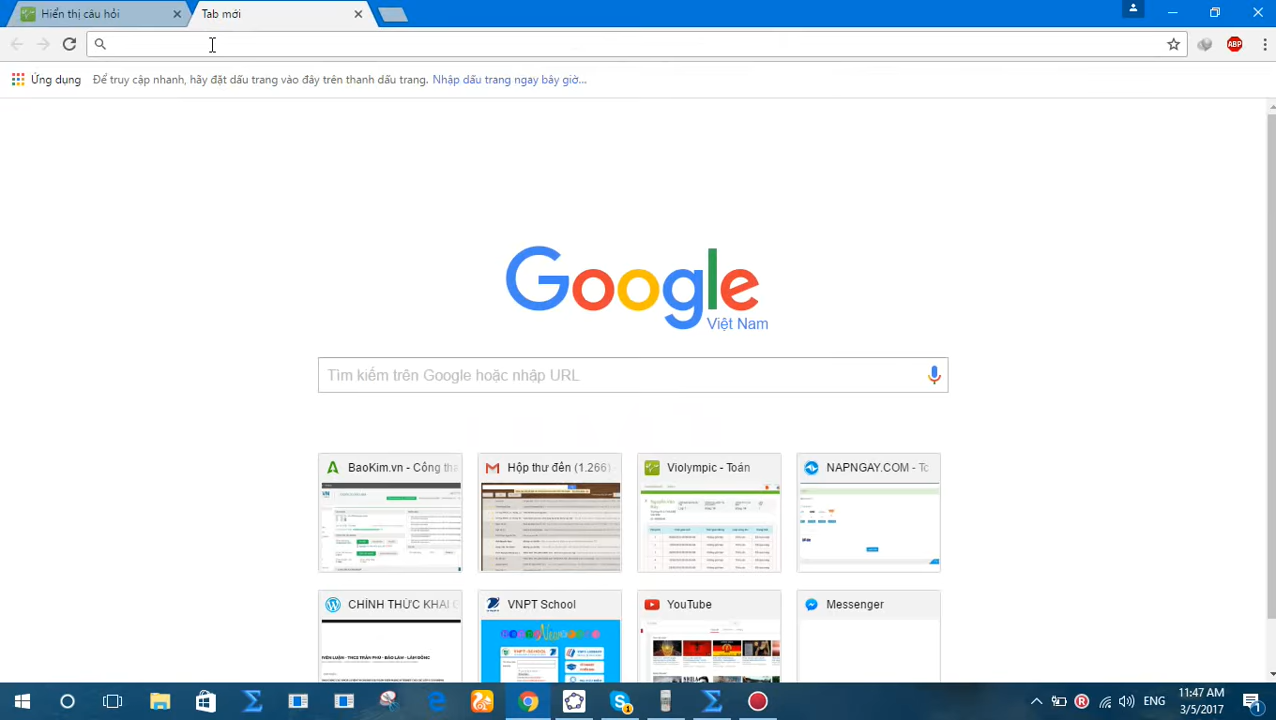 Hiển thị câu hỏi
Tab mới
Ứng dụng
Để truy cập nhanh, hãy đặt dấu trang vào đây trên thanh dấu trang. Nhập dấu trang ngay bây giờ...
Google
Việt Nam
Tìm kiếm trên Google hoặc nhập URL
BaoKim.vn - Công tha
Hộp thư đến (1.266)
Violympic - Toán
NAPNGAY.COM - Tc
CHÍNH THỨC KHAI G
VNPT School
YouTube
Messenger
ABP
ENG
11:47 AM
3/5/2017